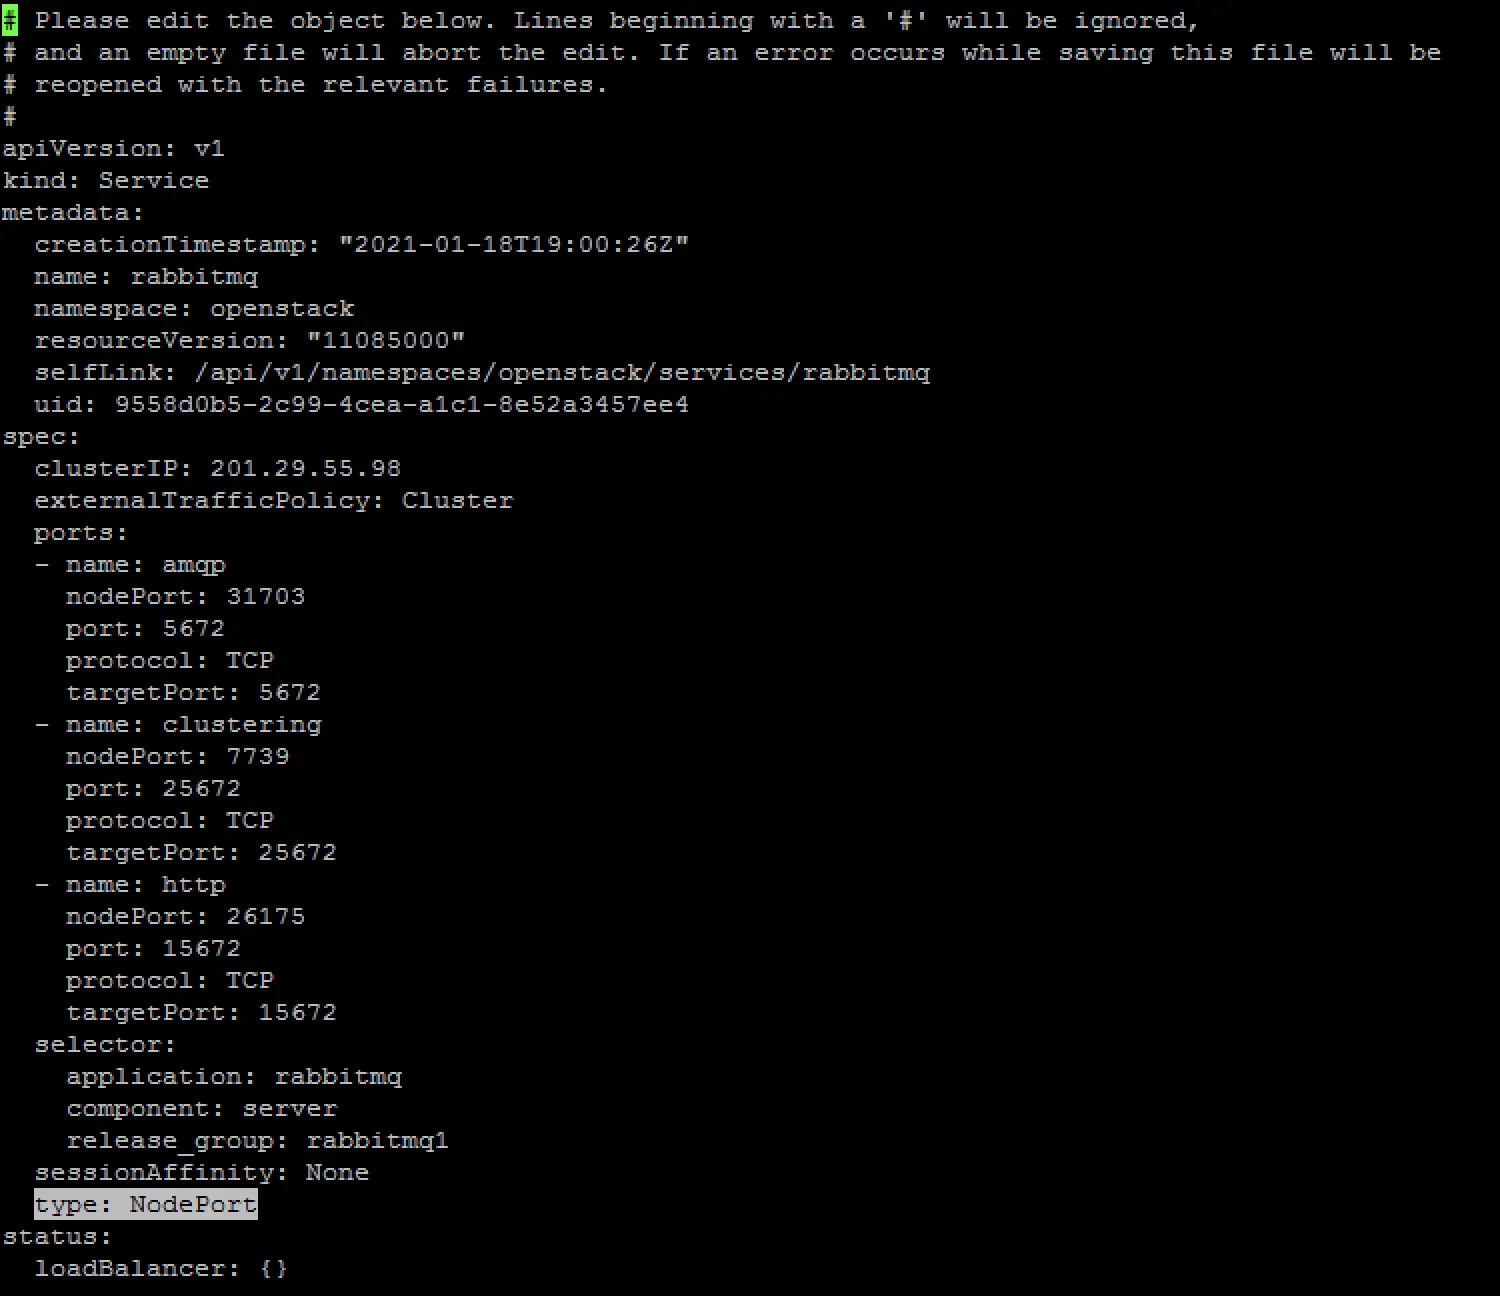 # Please edit the object below. Lines beginning with a '#' will be ignored,
# and an empty file will abort the edit. If an error occurs while saving this file will be
# reopened with the relevant failures.
#
apiVersion: v1
kind: Service
metadata:
  creationTimestamp: "2021-01-18T19:00:26Z"
  name: rabbitmq
  namespace: openstack
  resourceVersion: "11085000"
  selfLink: /api/v1/namespaces/openstack/services/rabbitmq
  uid: 9558d0b5-2c99-4cea-a1c1-8e52a3457ee4
spec:
  clusterIP: 201.29.55.98
  externalTrafficPolicy: Cluster
  ports:
  - name: amqp
    nodePort: 31703
    port: 5672
    protocol: TCP
    targetPort: 5672
  - name: clustering
    nodePort: 7739
    port: 25672
    protocol: TCP
    targetPort: 25672
  - name: http
    nodePort: 26175
    port: 15672
    protocol: TCP
    targetPort: 15672
  selector:
    application: rabbitmq
    component: server
    release_group: rabbitmq1
  sessionAffinity: None
  type: NodePort
status:
  loadBalancer: {}